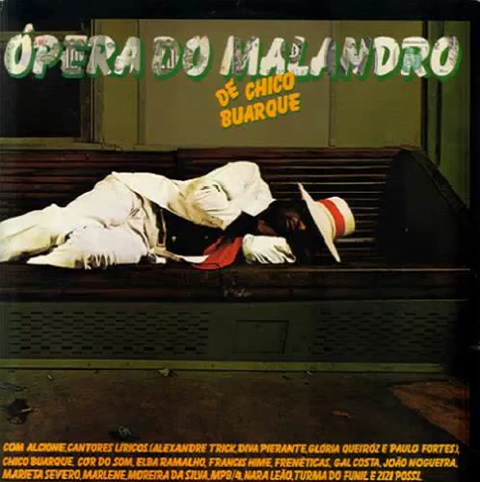 ÓPERA DO MALANDRO
DE CHICO
BUARQUE
COM ALCIONE, CANTORES LÍRICOS (ALEXANDRE TRICK, DIVA PIERANTE, GLÓRIA QUEIRÓZ E PAULO FORTES),
CHICO BUARQUE, COR DO SOM, ELBA RAMALHO, FRANCIS HIME, FRENÉTICAS, GAL COSTA, JOÃO NOGUEIRA,
MARIETA SEVERO, MARLENE, MOREIRA DA SILVA, MPB/4, NARA LEÃO, TURMA DO FUNIL E ZIZI POSSI.